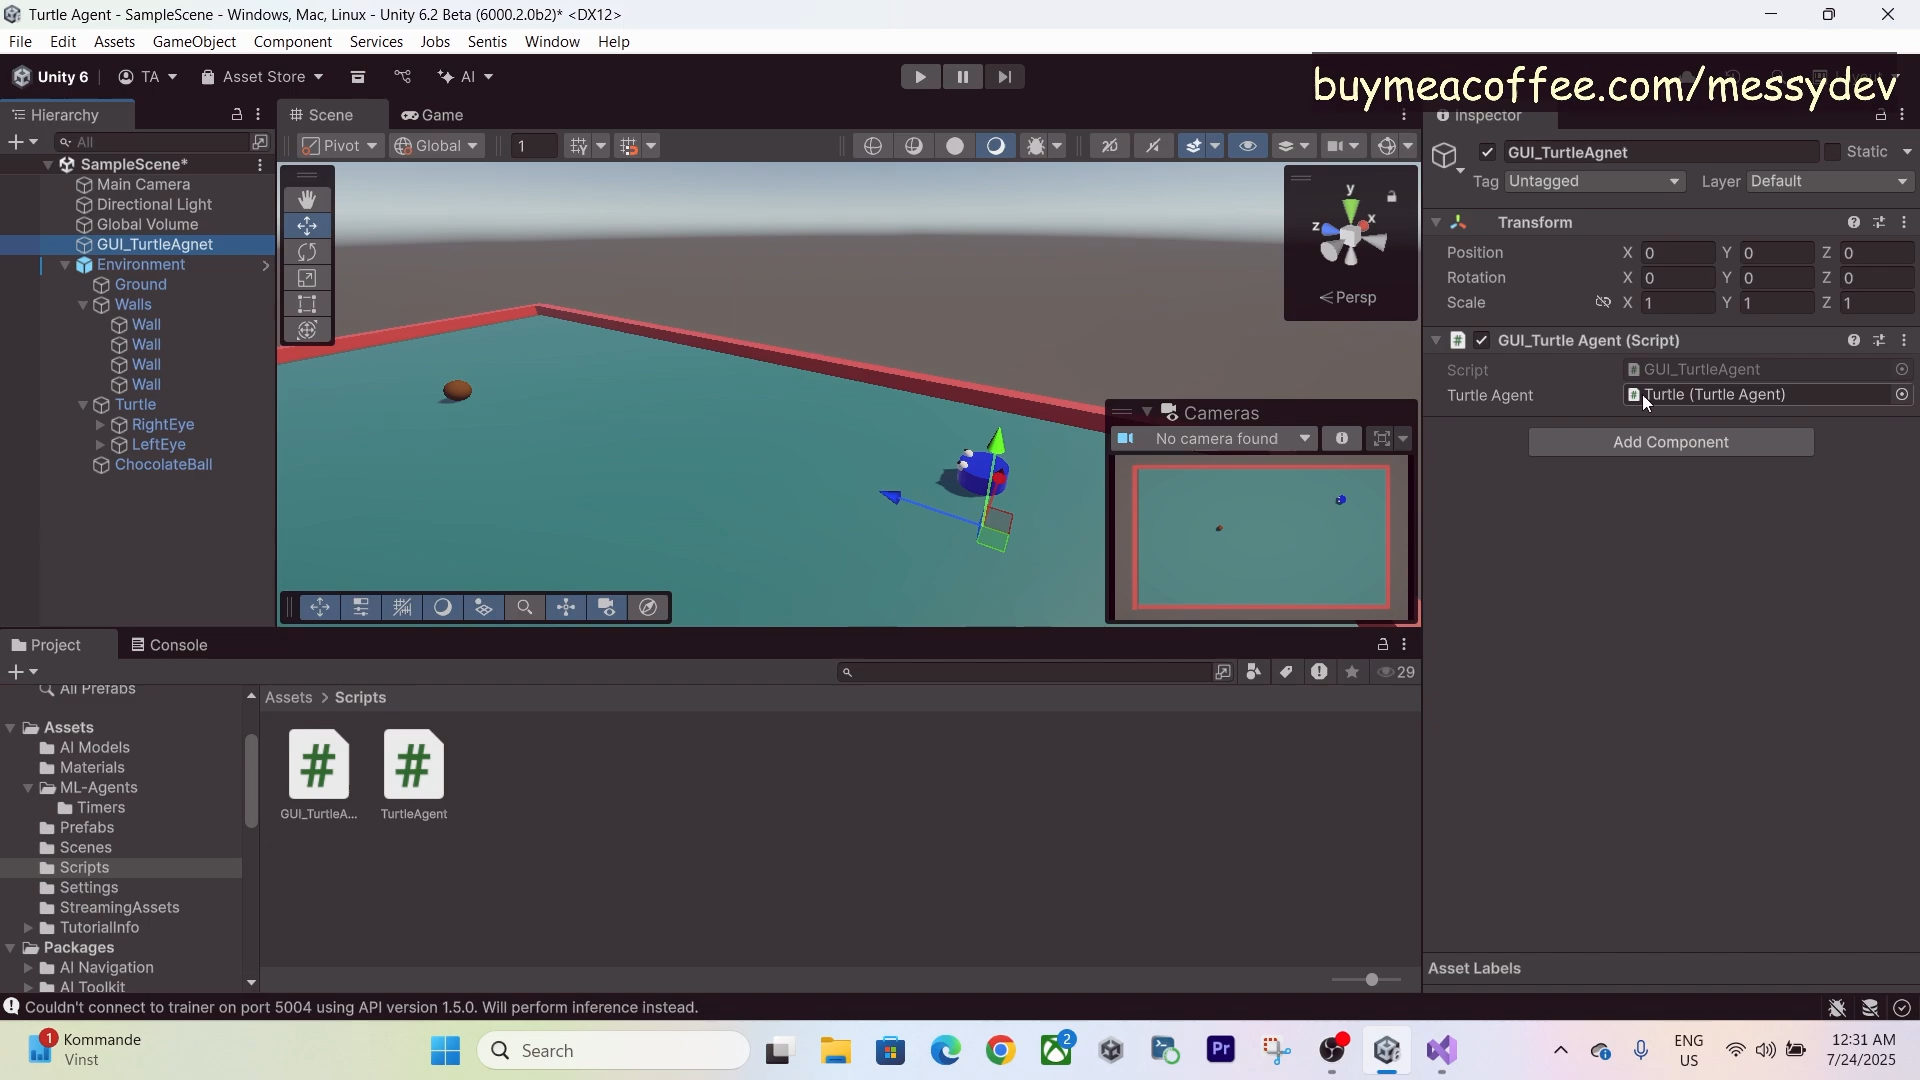 Turtle Agent - SampleScene - Windows, Mac, Linux - Unity 6.2 Beta (6000.2.0b2)* <DX12>
File Edit Assets GameObject Component Services Jobs Sentis Window Help
Unity 6 TA Asset Store AI
buymeacoffee.com/messydev
Hierarchy
All
SampleScene*
Main Camera
Directional Light
Global Volume
GUI_TurtleAgnet
Environment
Ground
Walls
Wall
Wall
Wall
Wall
Turtle
RightEye
LeftEye
ChocolateBall
Scene Game
Pivot Global 1 2D
y
x
z
Persp
Cameras
No camera found
Inspector
GUI_TurtleAgnet Static
Tag Untagged Layer Default
Transform
Position X 0 Y 0 Z 0
Rotation X 0 Y 0 Z 0
Scale X 1 Y 1 Z 1
GUI_Turtle Agent (Script)
Script GUI_TurtleAgent
Turtle Agent Turtle (Turtle Agent)
Add Component
Asset Labels
Project Console
29
All Prefabs
Assets
AI Models
Materials
ML-Agents
Timers
Prefabs
Scenes
Scripts
Settings
StreamingAssets
TutorialInfo
Packages
AI Navigation
AI Toolkit
Assets > Scripts
GUI_TurtleA... TurtleAgent
Couldn't connect to trainer on port 5004 using API version 1.5.0. Will perform inference instead.
1 Kommande
Vinst
Search
2
Pr
ENG
US
12:31 AM
7/24/2025